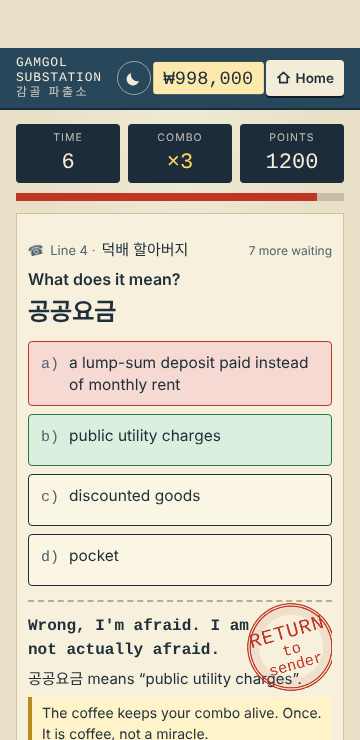 GAMGOL
SUBSTATION
감골 파출소
₩998,000
Home
TIME
6
COMBO
×3
POINTS
1200
☎ Line 4 · 덕배 할아버지
7 more waiting
What does it mean?
공공요금
a) a lump-sum deposit paid instead
of monthly rent
b) public utility charges
c) discounted goods
d) pocket
Wrong, I'm afraid. I am
not actually afraid.
RETURN
to
sender
공공요금 means “public utility charges”.
The coffee keeps your combo alive. Once.
It is coffee, not a miracle.